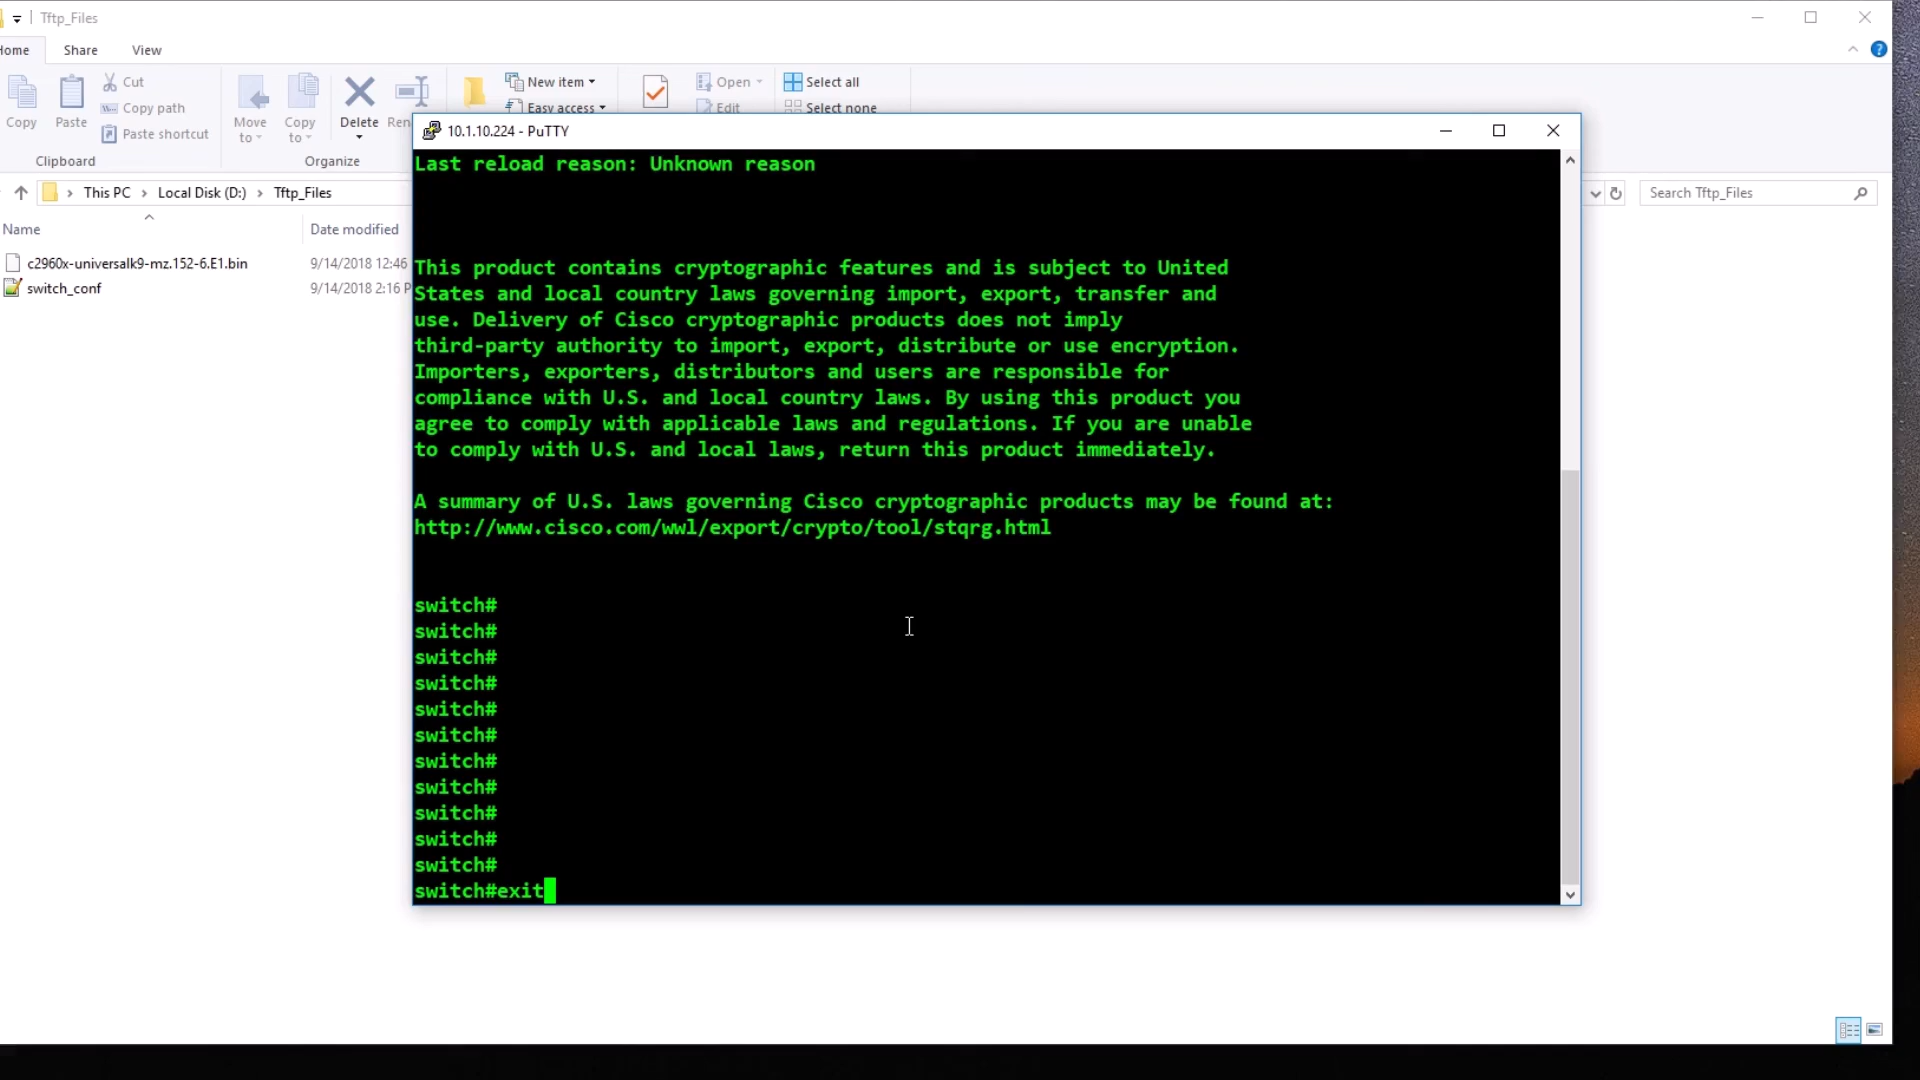 Tftp_Files
Home Share View
Cut
Copy path
Paste shortcut
Copy Paste
Clipboard
Move to
Copy to
Delete
Organize
New item
Easy access
Open
Edit
Select all
Select none
This PC > Local Disk (D:) > Tftp_Files
Search Tftp_Files
Name Date modified
c2960x-universalk9-mz.152-6.E1.bin 9/14/2018 12:46
switch_conf 9/14/2018 2:16 P
10.1.10.224 - PuTTY
Last reload reason: Unknown reason
This product contains cryptographic features and is subject to United
States and local country laws governing import, export, transfer and
use. Delivery of Cisco cryptographic products does not imply
third-party authority to import, export, distribute or use encryption.
Importers, exporters, distributors and users are responsible for
compliance with U.S. and local country laws. By using this product you
agree to comply with applicable laws and regulations. If you are unable
to comply with U.S. and local laws, return this product immediately.
A summary of U.S. laws governing Cisco cryptographic products may be found at:
http://www.cisco.com/wwl/export/crypto/tool/stqrg.html
switch#
switch#
switch#
switch#
switch#
switch#
switch#
switch#
switch#
switch#
switch#
switch#exit